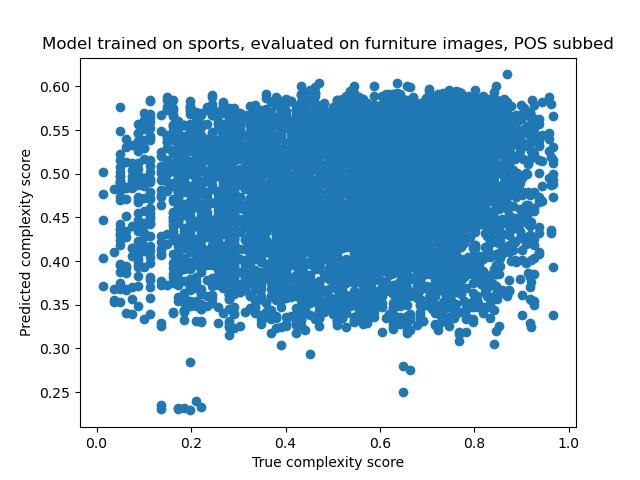 Model trained on sports, evaluated on furniture images, POS subbed
0.60
0.55
0.50
0.45
0.40
0.35
0.30
0.25
Predicted complexity score
0.0 0.2 0.4 0.6 0.8 1.0
True complexity score